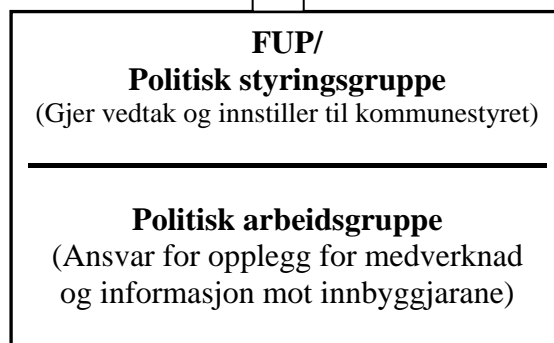 FUP/
Politisk styringsgruppe
(Gjer vedtak og innstiller til kommunestyret)
Politisk arbeidsgruppe
(Ansvar for opplegg for medverknad
og informasjon mot innbyggjarane)